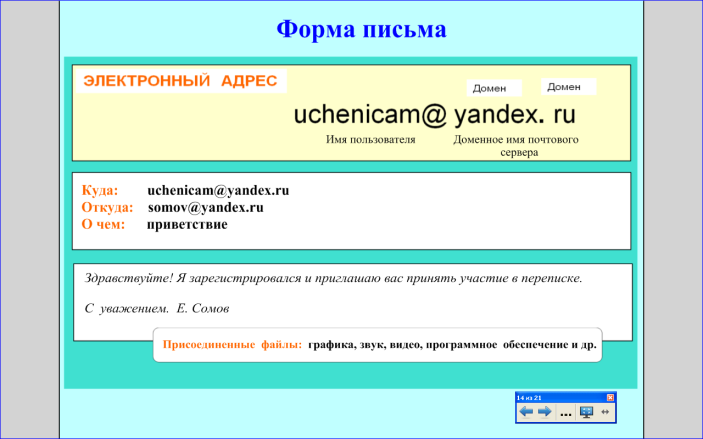 Форма письма
ЭЛЕКТРОННЫЙ АДРЕС
Домен Домен
uchenicam@ yandex. ru
Имя пользователя Доменное имя почтового
сервера
Куда: uchenicam@yandex.ru
Откуда: somov@yandex.ru
О чем: приветствие
Здравствуйте! Я зарегистрировался и приглашаю вас принять участие в переписке.
С уважением. Е. Сомов
Присоединенные файлы: графика, звук, видео, программное обеспечение и др.
14 из 21
...